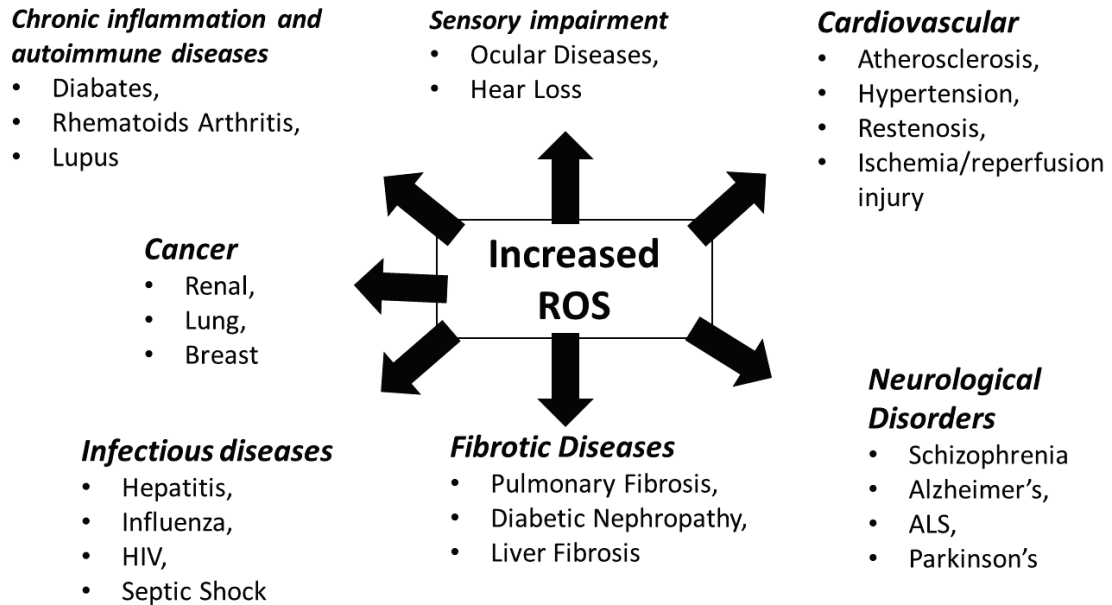 Chronic inflammation and
autoimmune diseases
• Diabates,
• Rhematoids Arthritis,
• Lupus
Sensory impairment
• Ocular Diseases,
• Hear Loss
Cardiovascular
• Atherosclerosis,
• Hypertension,
• Restenosis,
• Ischemia/reperfusion
injury
Cancer
• Renal,
• Lung,
• Breast
Increased
ROS
Infectious diseases
• Hepatitis,
• Influenza,
• HIV,
• Septic Shock
Fibrotic Diseases
• Pulmonary Fibrosis,
• Diabetic Nephropathy,
• Liver Fibrosis
Neurological
Disorders
• Schizophrenia
• Alzheimer’s,
• ALS,
• Parkinson’s